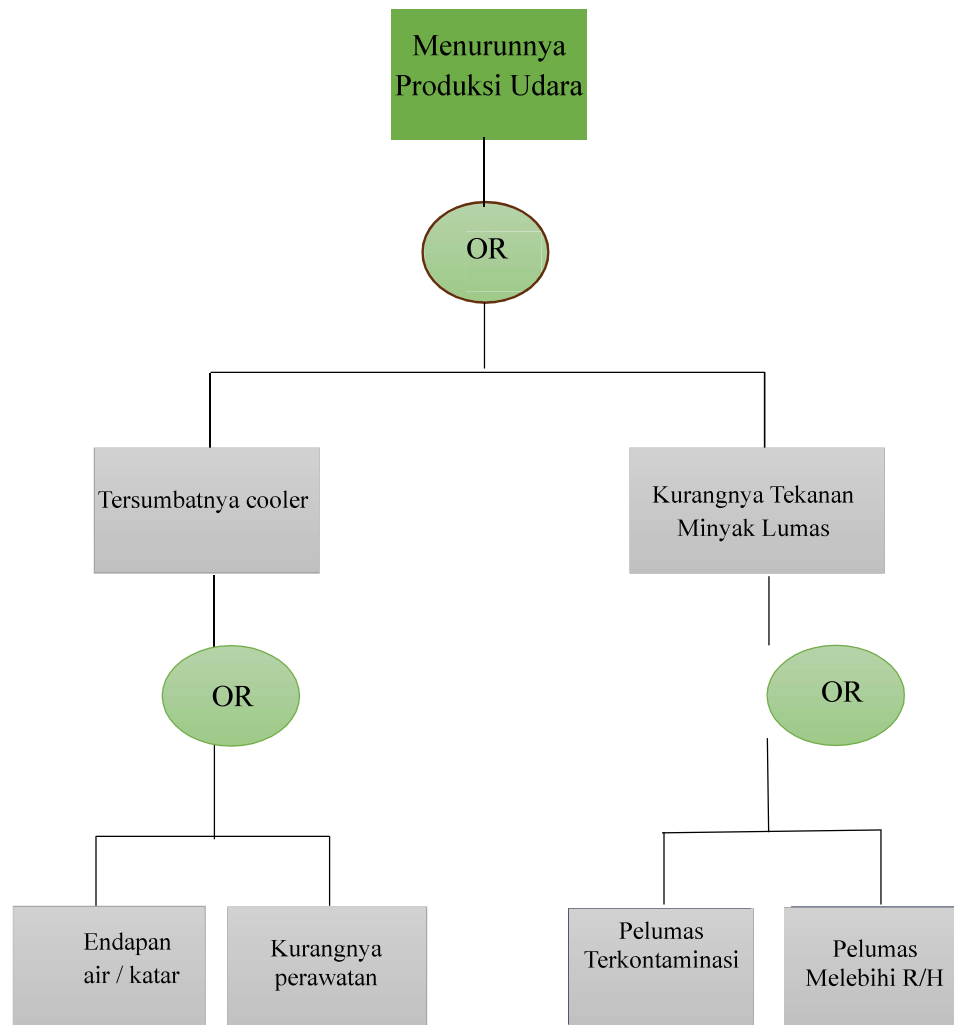 Menurunnya
Produksi Udara
OR
Tersumbatnya cooler
Kurangnya Tekanan
Minyak Lumas
OR
OR
Endapan
air / katar
Kurangnya
perawatan
Pelumas
Terkontaminasi
Pelumas
Melebihi R/H